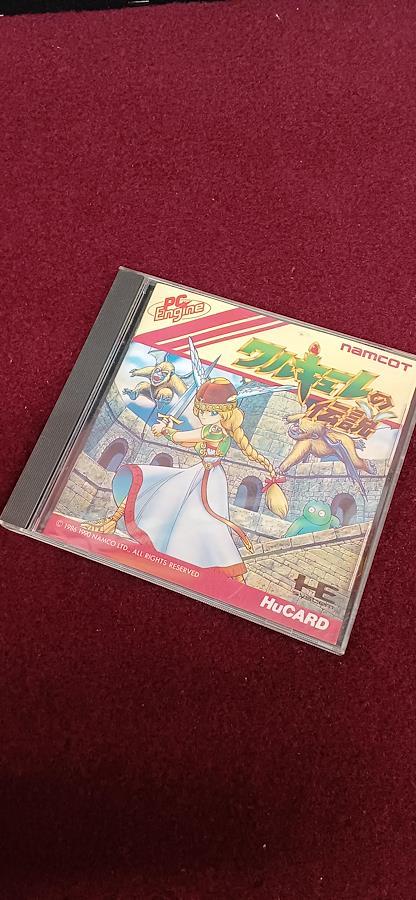 PC
Engine
namcoT
ワルキューレの
伝説
© 1986 1990 NAMCO LTD., ALL RIGHTS RESERVED
HE
SYSTEM
HuCARD